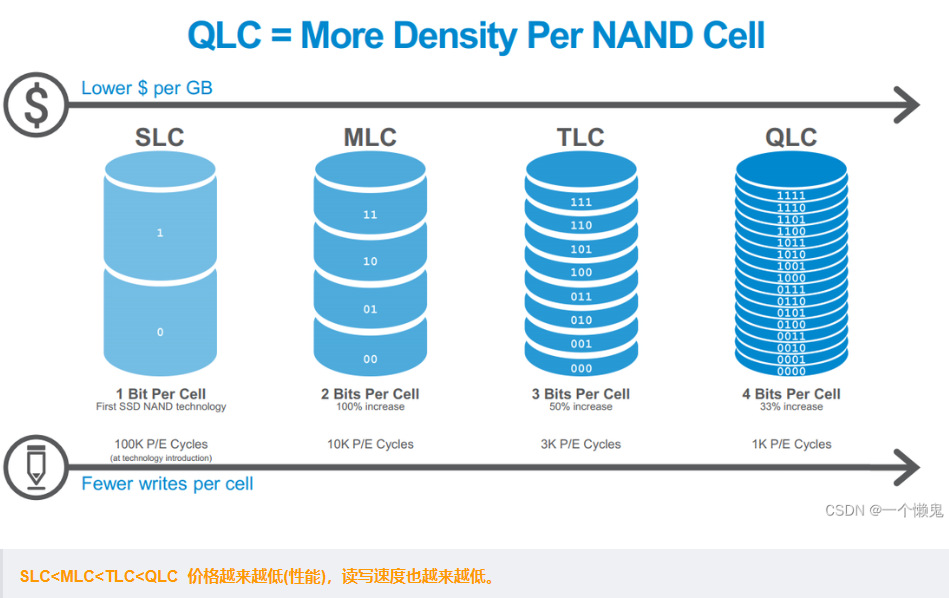 QLC = More Density Per NAND Cell
$
Lower $ per GB
SLC
MLC
TLC
QLC
1
0
11
10
01
00
111
110
101
100
011
010
001
000
1111
1110
1101
1100
1011
1010
1001
1000
0111
0110
0101
0100
0011
0010
0001
0000
1 Bit Per Cell
First SSD NAND technology
2 Bits Per Cell
100% increase
3 Bits Per Cell
50% increase
4 Bits Per Cell
33% increase
100K P/E Cycles
(at technology introduction)
10K P/E Cycles
3K P/E Cycles
1K P/E Cycles
Fewer writes per cell
CSDN @一个懒鬼
SLC<MLC<TLC<QLC 价格越来越低(性能)，读写速度也越来越低。